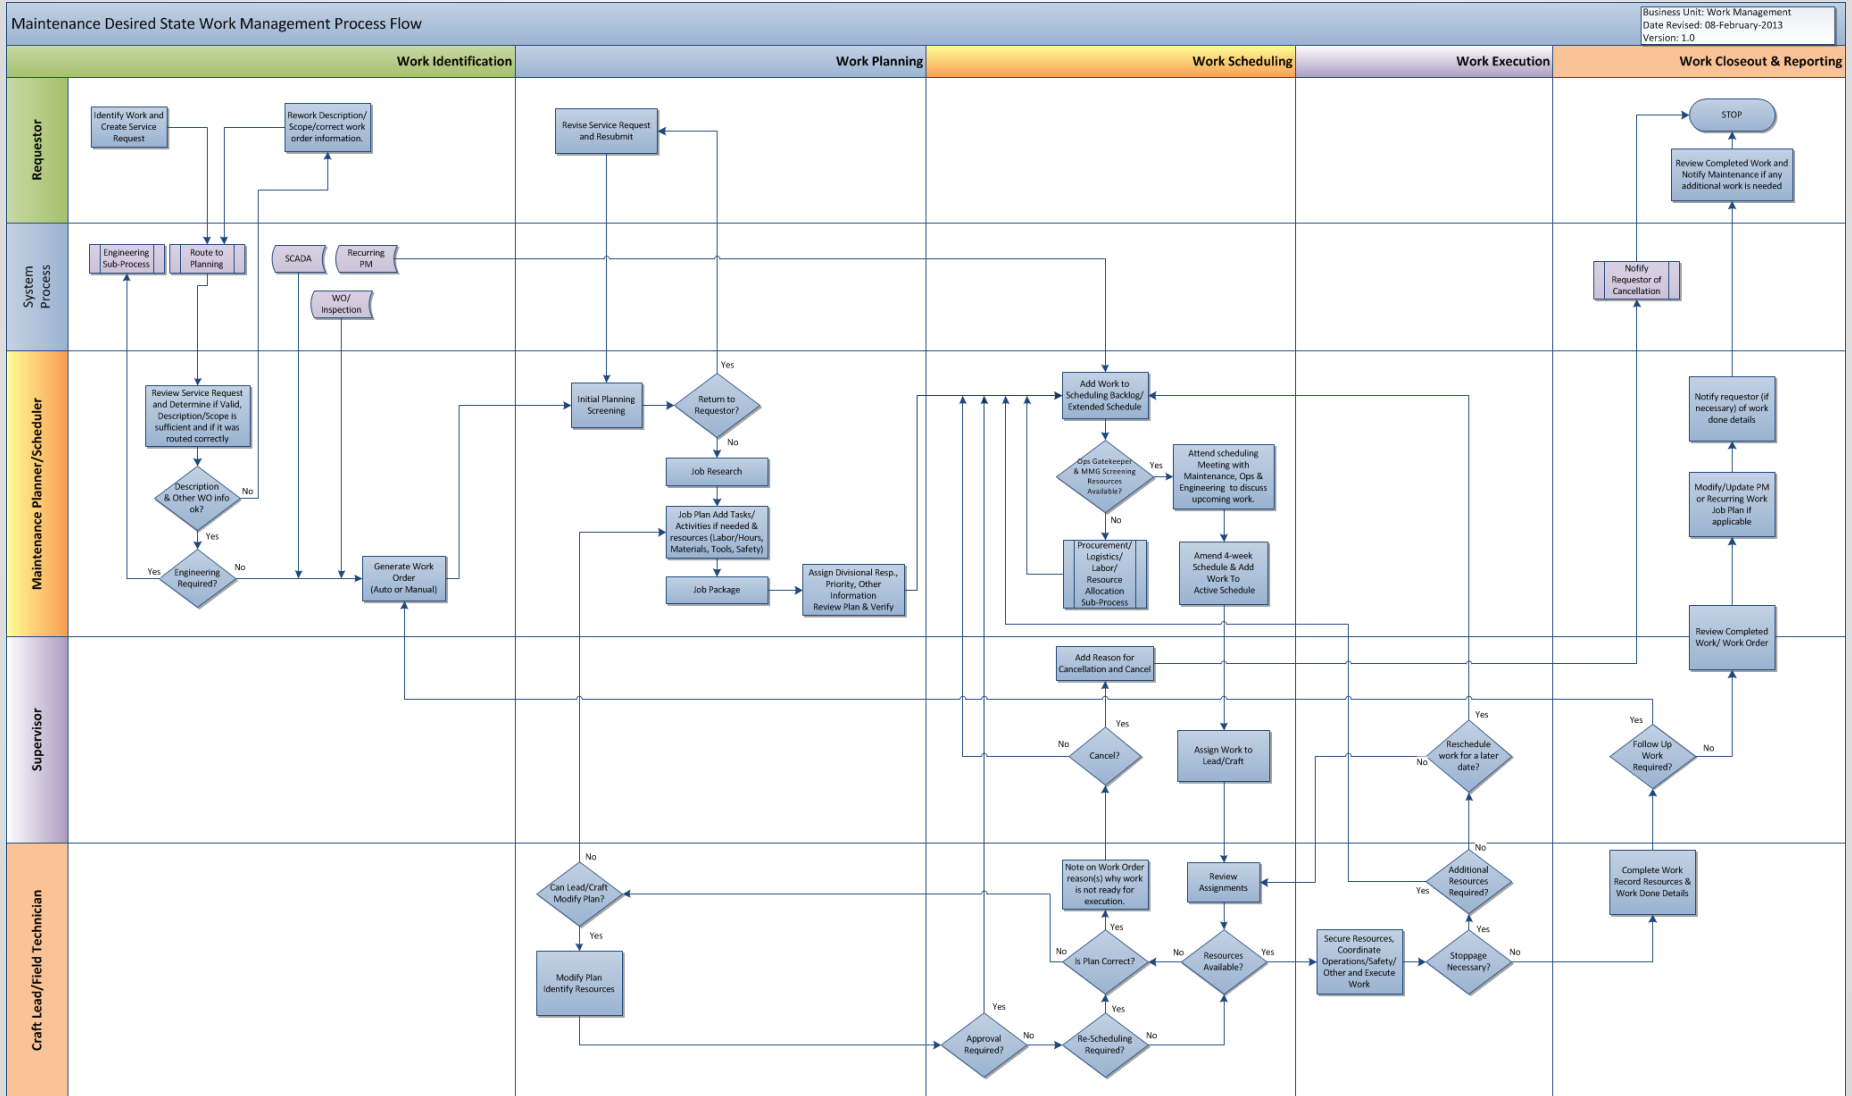 Maintenance Desired State Work Management Process Flow
Business Unit: Work Management
Date Revised: 08-February-2013
Version: 1.0
Work Identification
Work Planning
Work Scheduling
Work Execution
Work Closeout & Reporting
Requestor
Identify Work and
Create Service
Request
Rework Description/
Scope/correct work
order information.
Revise Service Request
and Resubmit
STOP
Review Completed Work and
Notify Maintenance if any
additional work is needed
System
Process
Engineering
Sub-Process
Route to
Planning
SCADA
Recurring
PM
WO/
Inspection
Nofify
Requestor of
Cancellation
Maintenance Planner/Scheduler
Review Service Request
and Determine if Valid,
Description/Scope is
sufficient and if it was
routed correctly
Description
& Other WO info
ok?
No
Yes
Engineering
Required?
Yes
No
Generate Work
Order
(Auto or Manual)
Initial Planning
Screening
Return to
Requestor?
Yes
No
Job Research
Job Plan Add Tasks/
Activities if needed &
resources (Labor/Hours,
Materials, Tools, Safety)
Job Package
Assign Divisional Resp.,
Priority, Other
Information
Review Plan & Verify
Add Work to
Scheduling Backlog/
Extended Schedule
Ops Gatekeeper
& MMG Screening
Resources
Available?
Yes
No
Attend scheduling
Meeting with
Maintenance, Ops &
Engineering to discuss
upcoming work.
Procurement/
Logistics/
Labor/
Resource
Allocation
Sub-Process
Amend 4-week
Schedule & Add
Work To
Active Schedule
Notify requestor (if
necessary) of work
done details
Modify/Update PM
or Recurring Work
Job Plan if
applicable
Review Completed
Work/ Work Order
Supervisor
Add Reason for
Cancellation and Cancel
Yes
No
Cancel?
Assign Work to
Lead/Craft
Yes
Reschedule
work for a later
date?
No
Yes
Follow Up
Work
Required?
No
Craft Lead/Field Technician
No
Can Lead/Craft
Modify Plan?
Yes
Modify Plan
Identify Resources
Note on Work Order
reason(s) why work
is not ready for
execution.
Yes
No
Is Plan Correct?
Review
Assignments
No
Resources
Available?
Yes
Yes
Approval
Required?
No
Yes
Re-Scheduling
Required?
No
Secure Resources,
Coordinate
Operations/Safety/
Other and Execute
Work
No
Additional
Resources
Required?
Yes
Yes
Stoppage
Necessary?
No
Complete Work
Record Resources &
Work Done Details